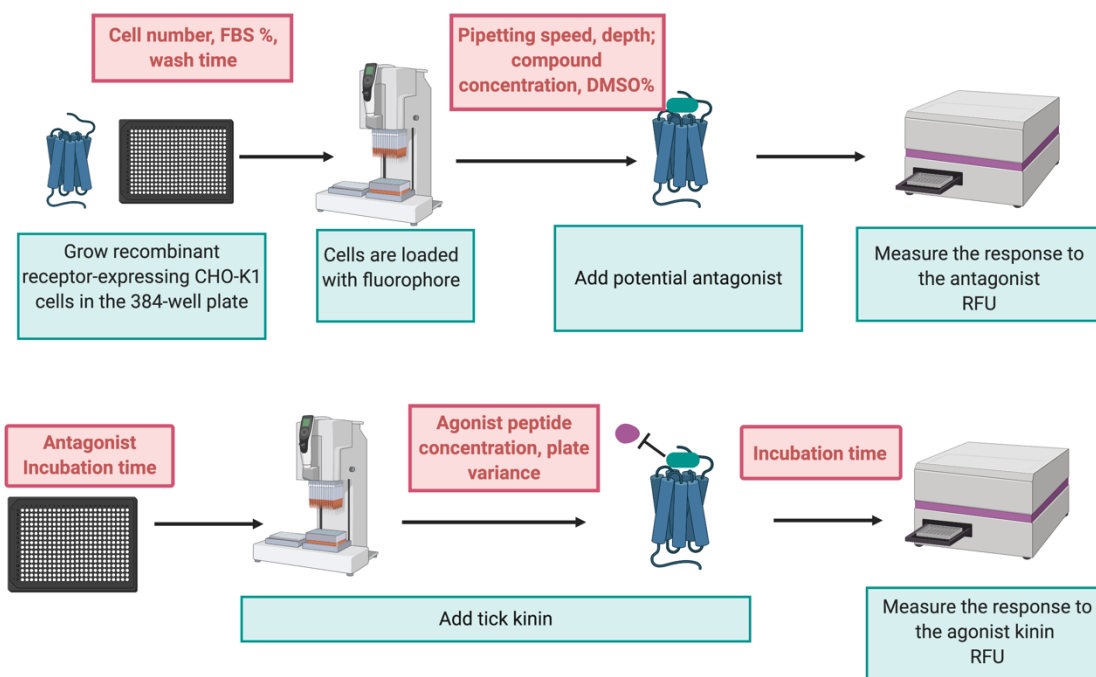 Cell number, FBS %,
wash time
Pipetting speed, depth;
compound
concentration, DMSO%
Grow recombinant
receptor-expressing CHO-K1
cells in the 384-well plate
Cells are loaded
with fluorophore
Add potential antagonist
Measure the response to
the antagonist
RFU
Antagonist
Incubation time
Agonist peptide
concentration, plate
variance
Incubation time
Add tick kinin
Measure the response to
the agonist kinin
RFU